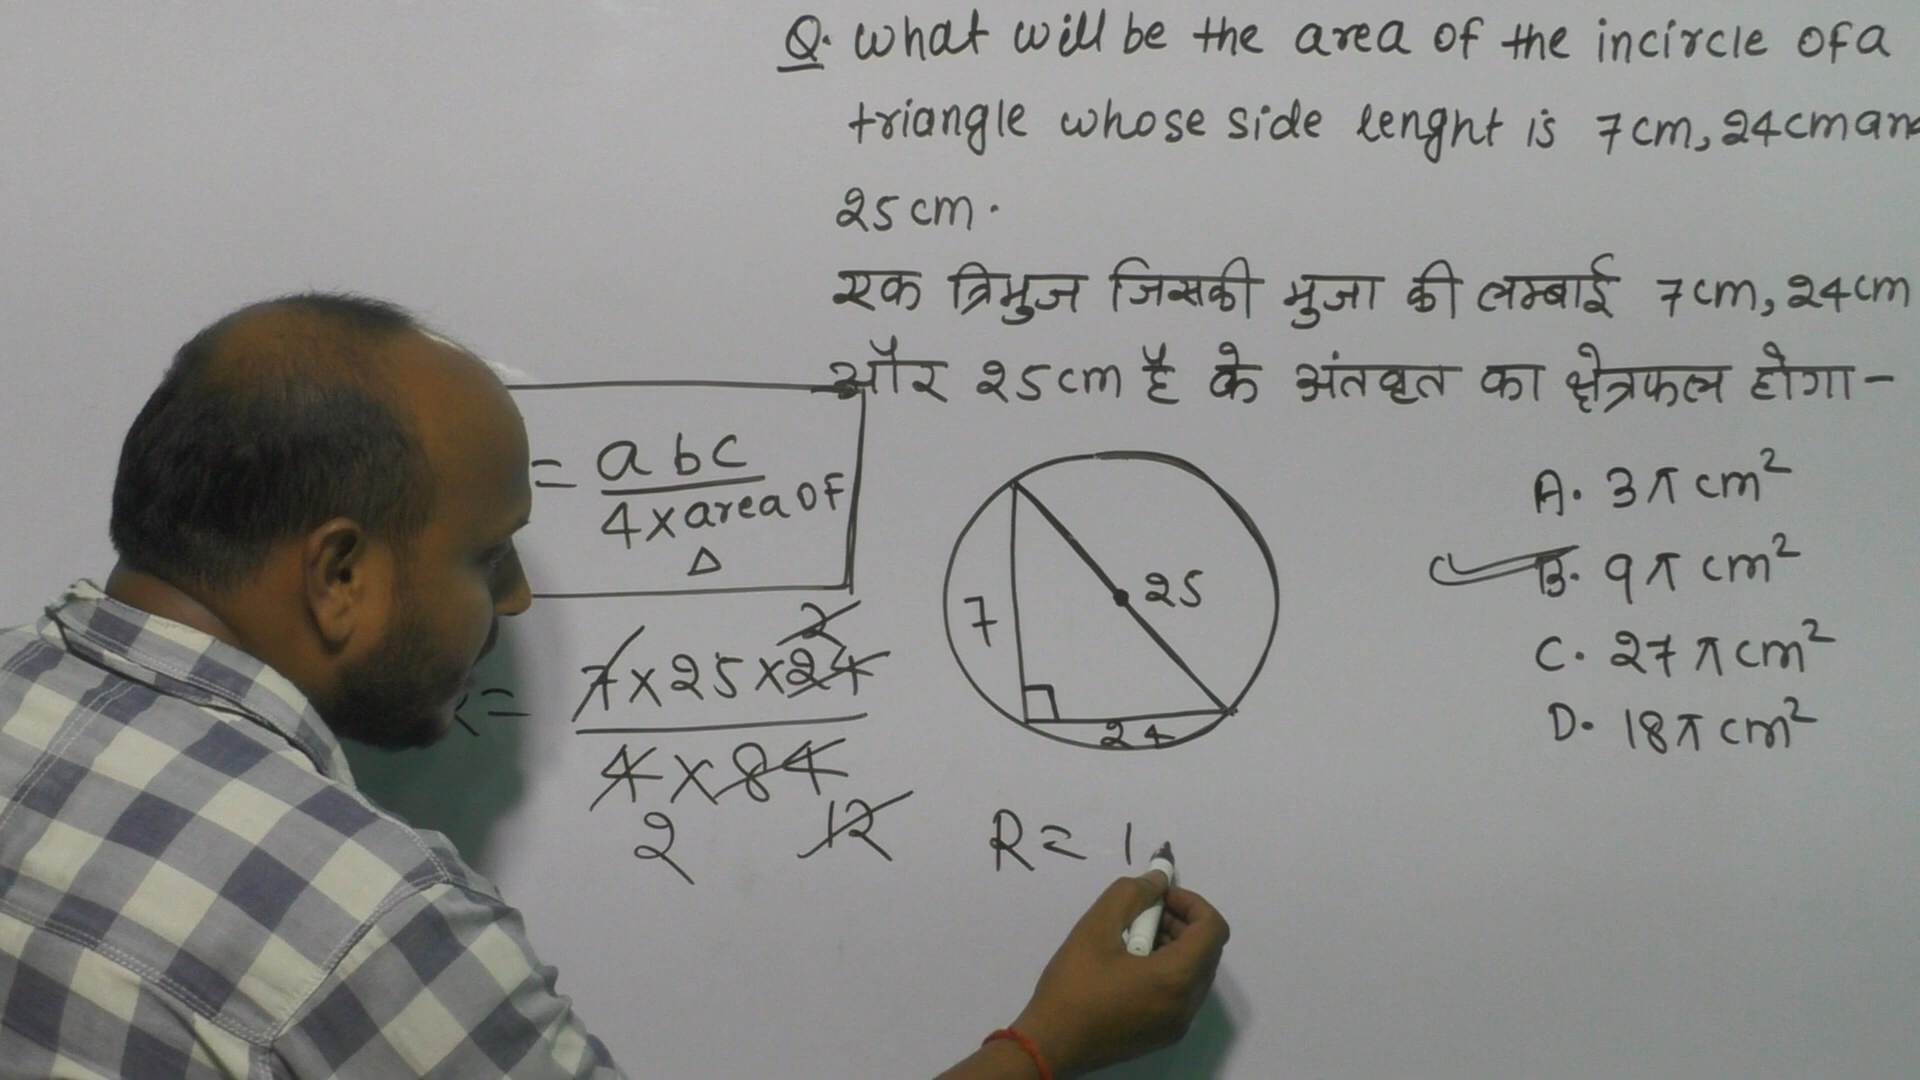 Q. What will be the area of the incircle of a
triangle whose side lenght is 7cm, 24cm an
25cm.
एक त्रिभुज जिसकी भुजा की लम्बाई 7cm, 24cm
और 25cm है के अंतवृत का क्षेत्रफल होगा-
= abc
4 x area of
Δ
7 x 25 x 24
2
=
4 x 84
2 12
7
25
24
R = 1
A. 3π cm²
B. 9π cm²
C. 27π cm²
D. 18π cm²